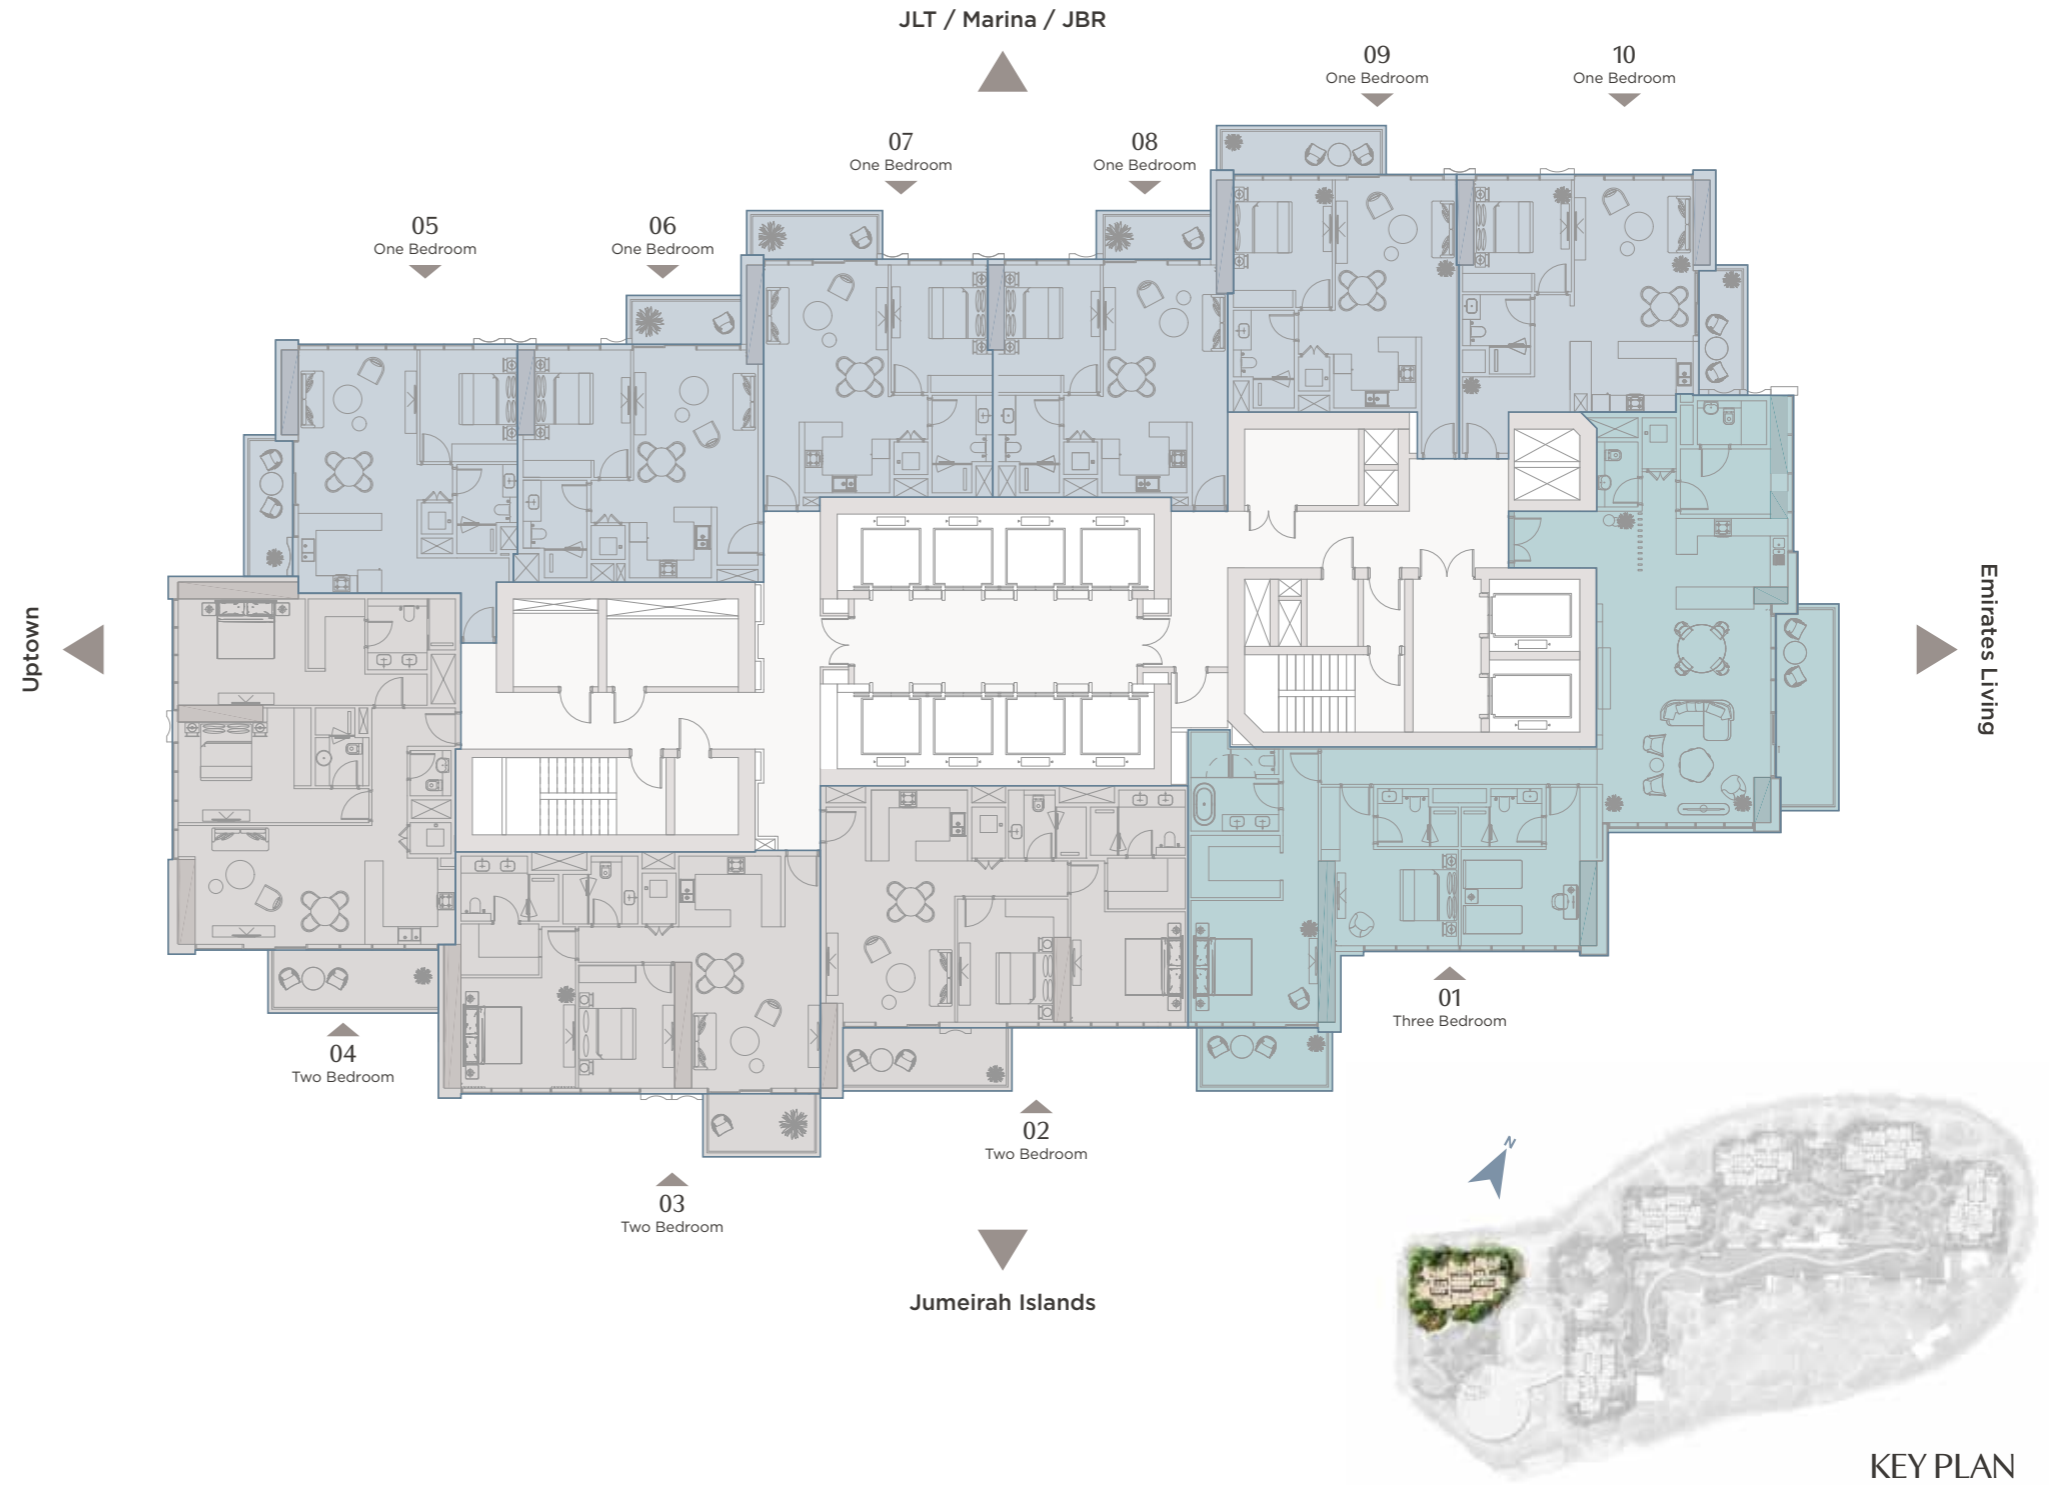 JLT / Marina / JBR
09
One Bedroom
10
One Bedroom
07
One Bedroom
08
One Bedroom
05
One Bedroom
06
One Bedroom
Uptown
Emirates Living
01
Three Bedroom
04
Two Bedroom
02
Two Bedroom
03
Two Bedroom
N
Jumeirah Islands
KEY PLAN